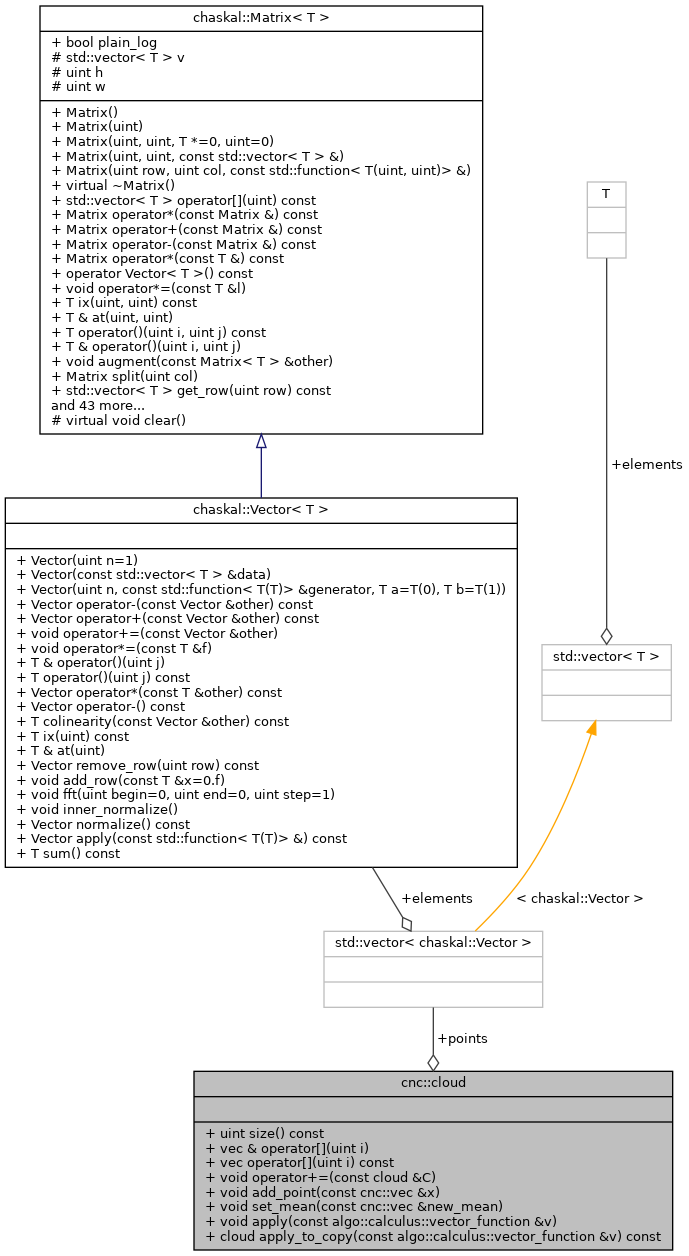 chaskal::Matrix< T >
+ bool plain_log
# std::vector< T > v
# uint h
# uint w
+ Matrix()
+ Matrix(uint)
+ Matrix(uint, uint, T *=0, uint=0)
+ Matrix(uint, uint, const std::vector< T > &)
+ Matrix(uint row, uint col, const std::function< T(uint, uint)> &)
+ virtual ~Matrix()
+ std::vector< T > operator[](uint) const
+ Matrix operator*(const Matrix &) const
+ Matrix operator+(const Matrix &) const
+ Matrix operator-(const Matrix &) const
+ Matrix operator*(const T &) const
+ operator Vector< T >() const
+ void operator*=(const T &l)
+ T ix(uint, uint) const
+ T & at(uint, uint)
+ T operator()(uint i, uint j) const
+ T & operator()(uint i, uint j)
+ void augment(const Matrix< T > &other)
+ Matrix split(uint col)
+ std::vector< T > get_row(uint row) const
and 43 more...
# virtual void clear()
T
+elements
chaskal::Vector< T >
+ Vector(uint n=1)
+ Vector(const std::vector< T > &data)
+ Vector(uint n, const std::function< T(T)> &generator, T a=T(0), T b=T(1))
+ Vector operator-(const Vector &other) const
+ Vector operator+(const Vector &other) const
+ void operator+=(const Vector &other)
+ void operator*=(const T &f)
+ T & operator()(uint j)
+ T operator()(uint j) const
+ Vector operator*(const T &other) const
+ Vector operator-() const
+ T colinearity(const Vector &other) const
+ T ix(uint) const
+ T & at(uint)
+ Vector remove_row(uint row) const
+ void add_row(const T &x=0.f)
+ void fft(uint begin=0, uint end=0, uint step=1)
+ void inner_normalize()
+ Vector normalize() const
+ Vector apply(const std::function< T(T)> &) const
+ T sum() const
std::vector< T >
+elements
< chaskal::Vector >
std::vector< chaskal::Vector >
+points
cnc::cloud
+ uint size() const
+ vec & operator[](uint i)
+ vec operator[](uint i) const
+ void operator+=(const cloud &C)
+ void add_point(const cnc::vec &x)
+ void set_mean(const cnc::vec &new_mean)
+ void apply(const algo::calculus::vector_function &v)
+ cloud apply_to_copy(const algo::calculus::vector_function &v) const